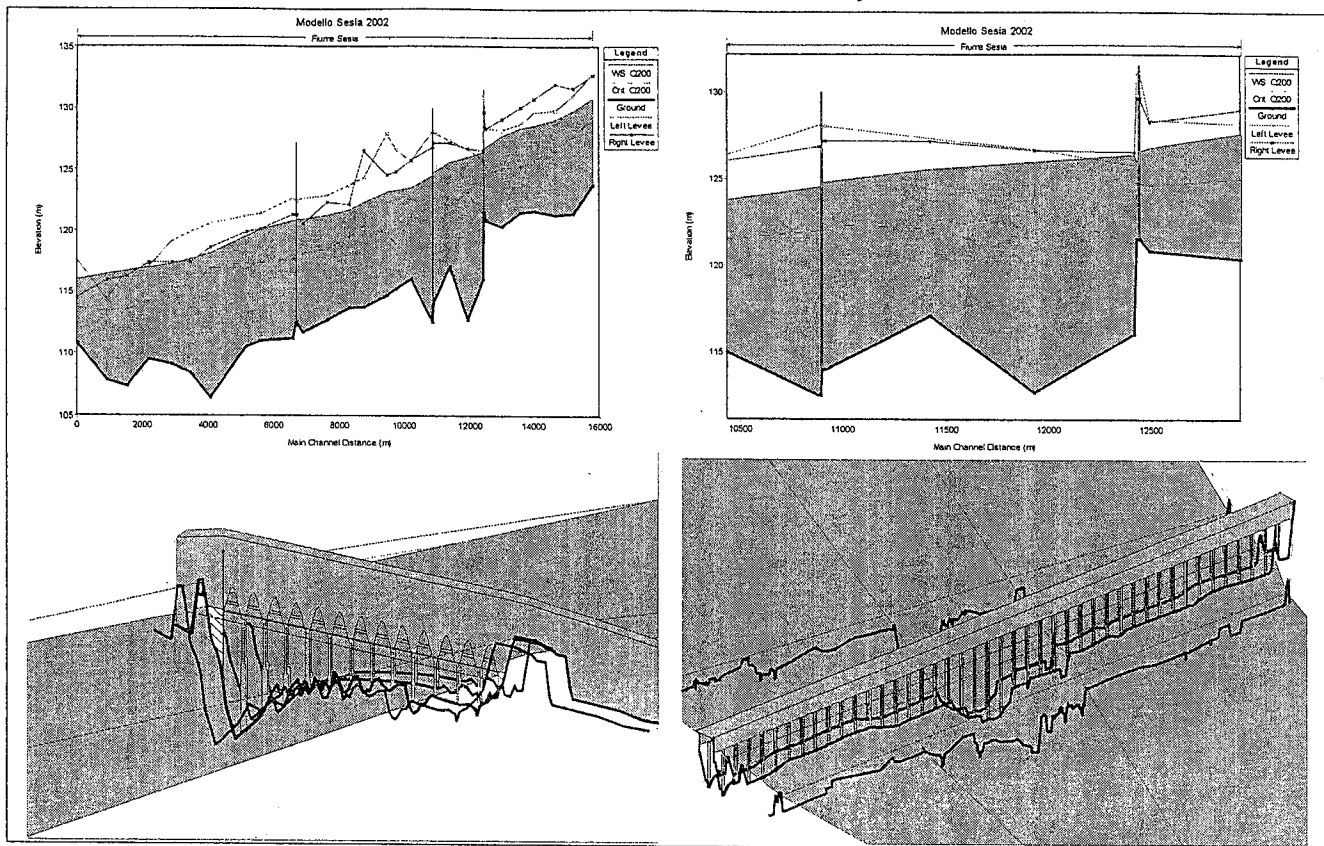 Modello Sesia 2002
Fiume Sesia
Legend
WS Q200
Crit Q200
Ground
Left Levee
Right Levee
Elevation (m)
135
130
125
120
115
110
105
0
2000
4000
6000
8000
10000
12000
14000
16000
Main Channel Distance (m)
Modello Sesia 2002
Fiume Sesia
Legend
WS Q200
Crit Q200
Ground
Left Levee
Right Levee
Elevation (m)
130
125
120
115
10500
11000
11500
12000
12500
Main Channel Distance (m)